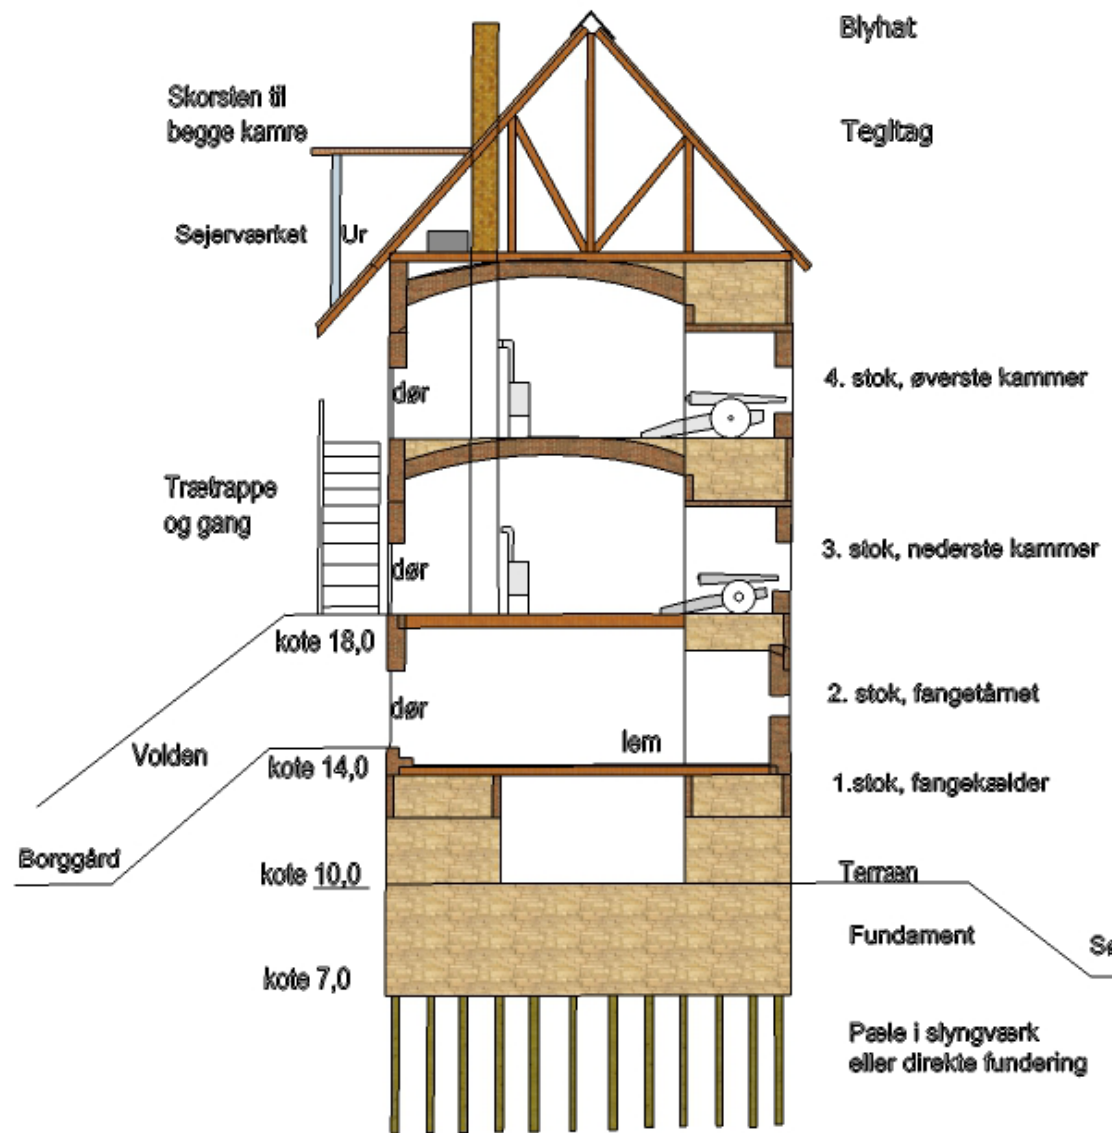 Blyhat
Skorsten til
begge kamre
Tegltag
Sejerværket
Ur
dør
4. stok, øverste kammer
Trætrappe
og gang
dør
3. stok, nederste kammer
kote 18,0
dør
2. stok, fangetårnet
Volden
lem
kote 14,0
1.stok, fangekælder
Borggård
kote 10,0
Terræn
Fundament
Sø
kote 7,0
Pæle i slyngværk
eller direkte fundering